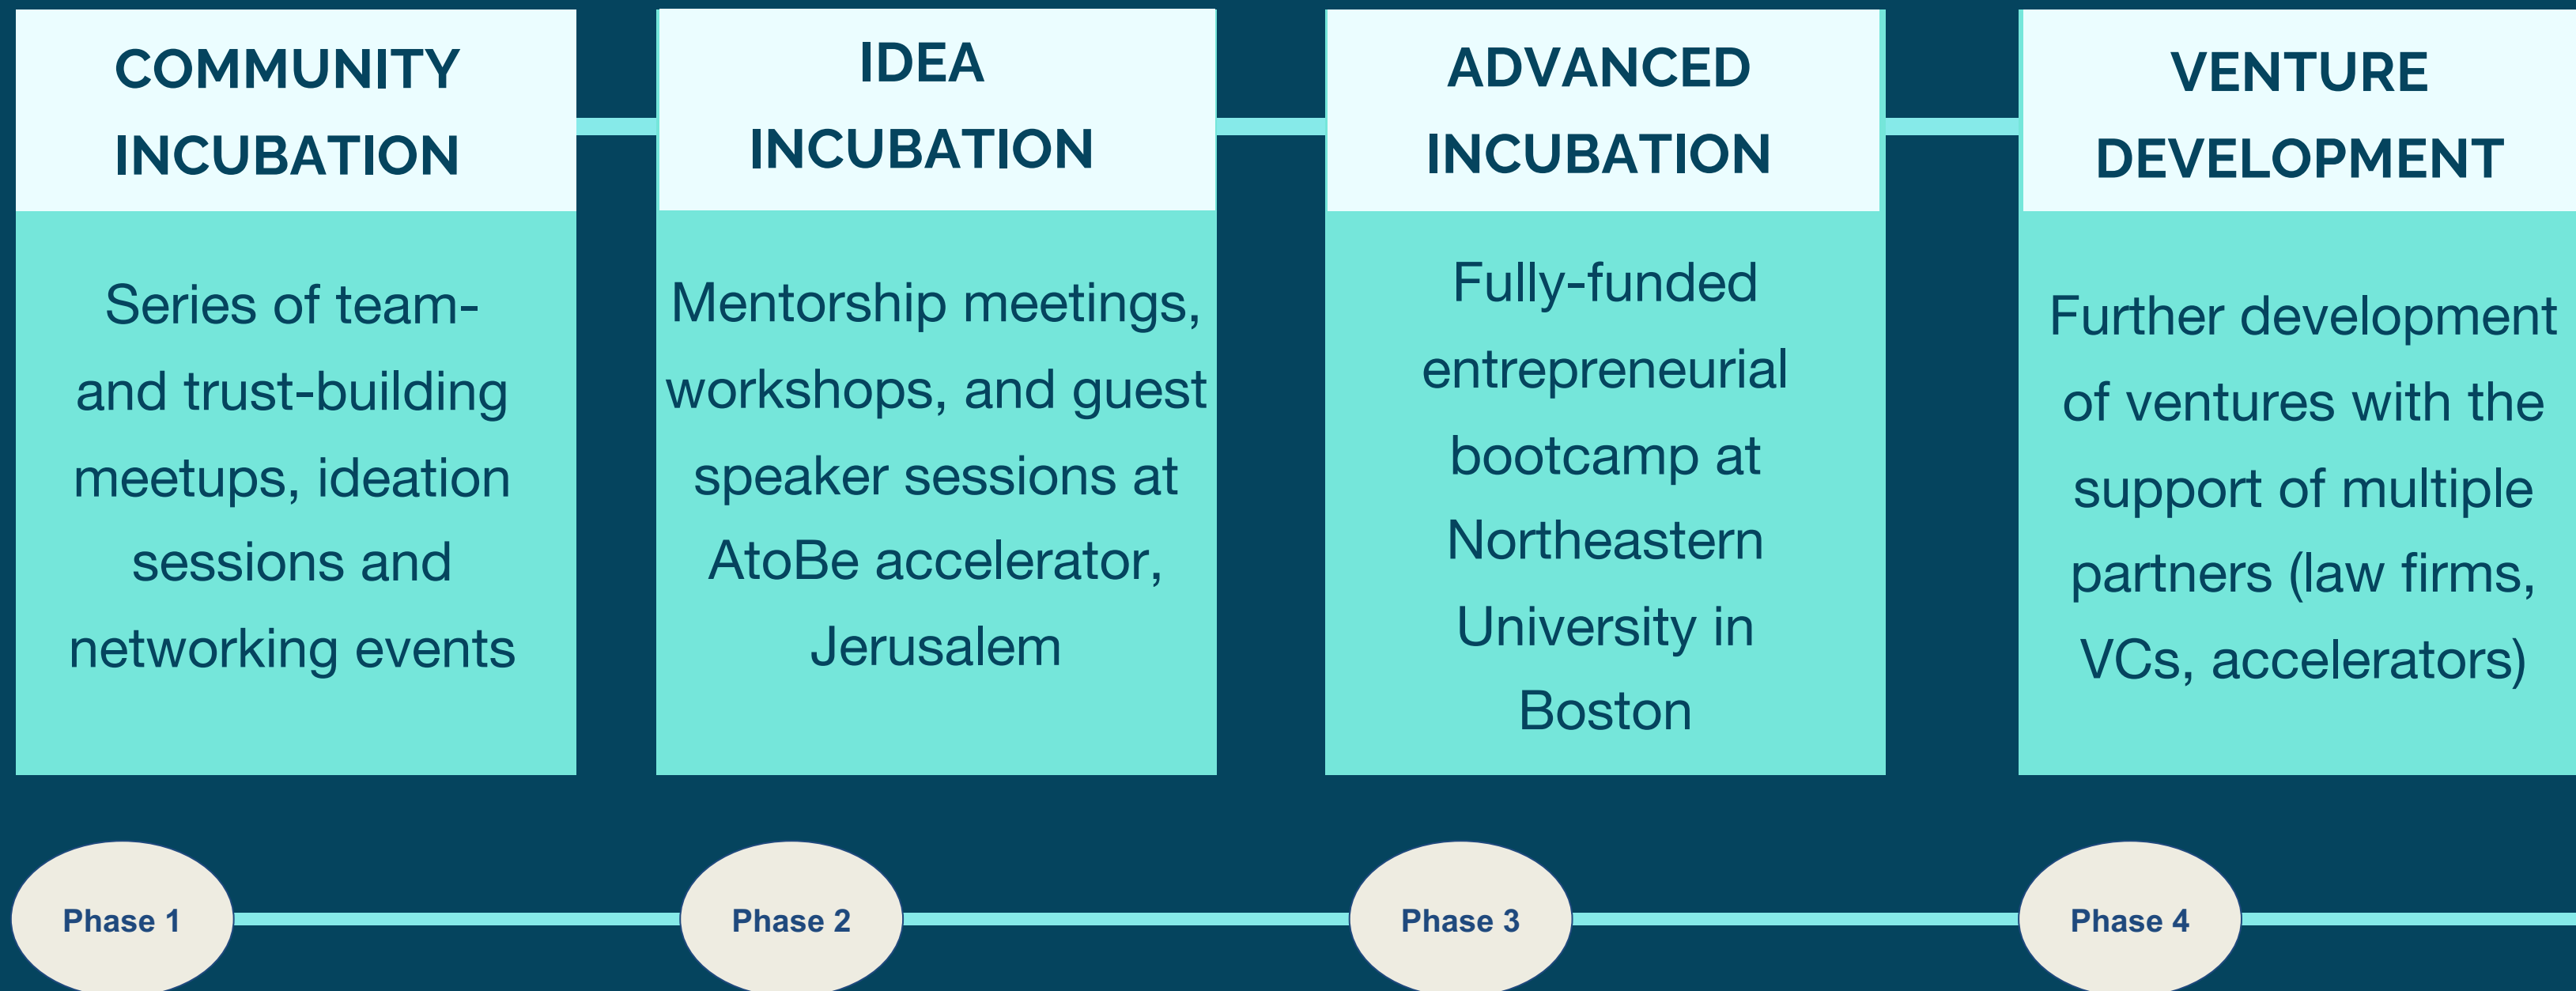 COMMUNITY
INCUBATION
Series of team-
and trust-building
meetups, ideation
sessions and
networking events
IDEA
INCUBATION
Mentorship meetings,
workshops, and guest
speaker sessions at
AtoBe accelerator,
Jerusalem
ADVANCED
INCUBATION
Fully-funded
entrepreneurial
bootcamp at
Northeastern
University in
Boston
VENTURE
DEVELOPMENT
Further development
of ventures with the
support of multiple
partners (law firms,
VCs, accelerators)
Phase 1
Phase 2
Phase 3
Phase 4